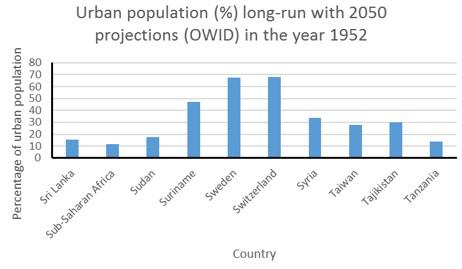 Urban population (%) long-run with 2050
projections (OWID) in the year 1952
Percentage of urban population
80
70
60
50
40
30
20
10
0
Sri Lanka
Sub-Saharan Africa
Sudan
Suriname
Sweden
Switzerland
Syria
Taiwan
Tajikistan
Tanzania
Country